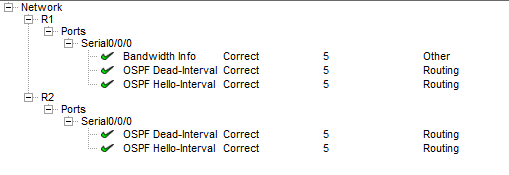 Network
R1
Ports
Serial0/0/0
Bandwidth Info Correct 5 Other
OSPF Dead-Interval Correct 5 Routing
OSPF Hello-Interval Correct 5 Routing
R2
Ports
Serial0/0/0
OSPF Dead-Interval Correct 5 Routing
OSPF Hello-Interval Correct 5 Routing